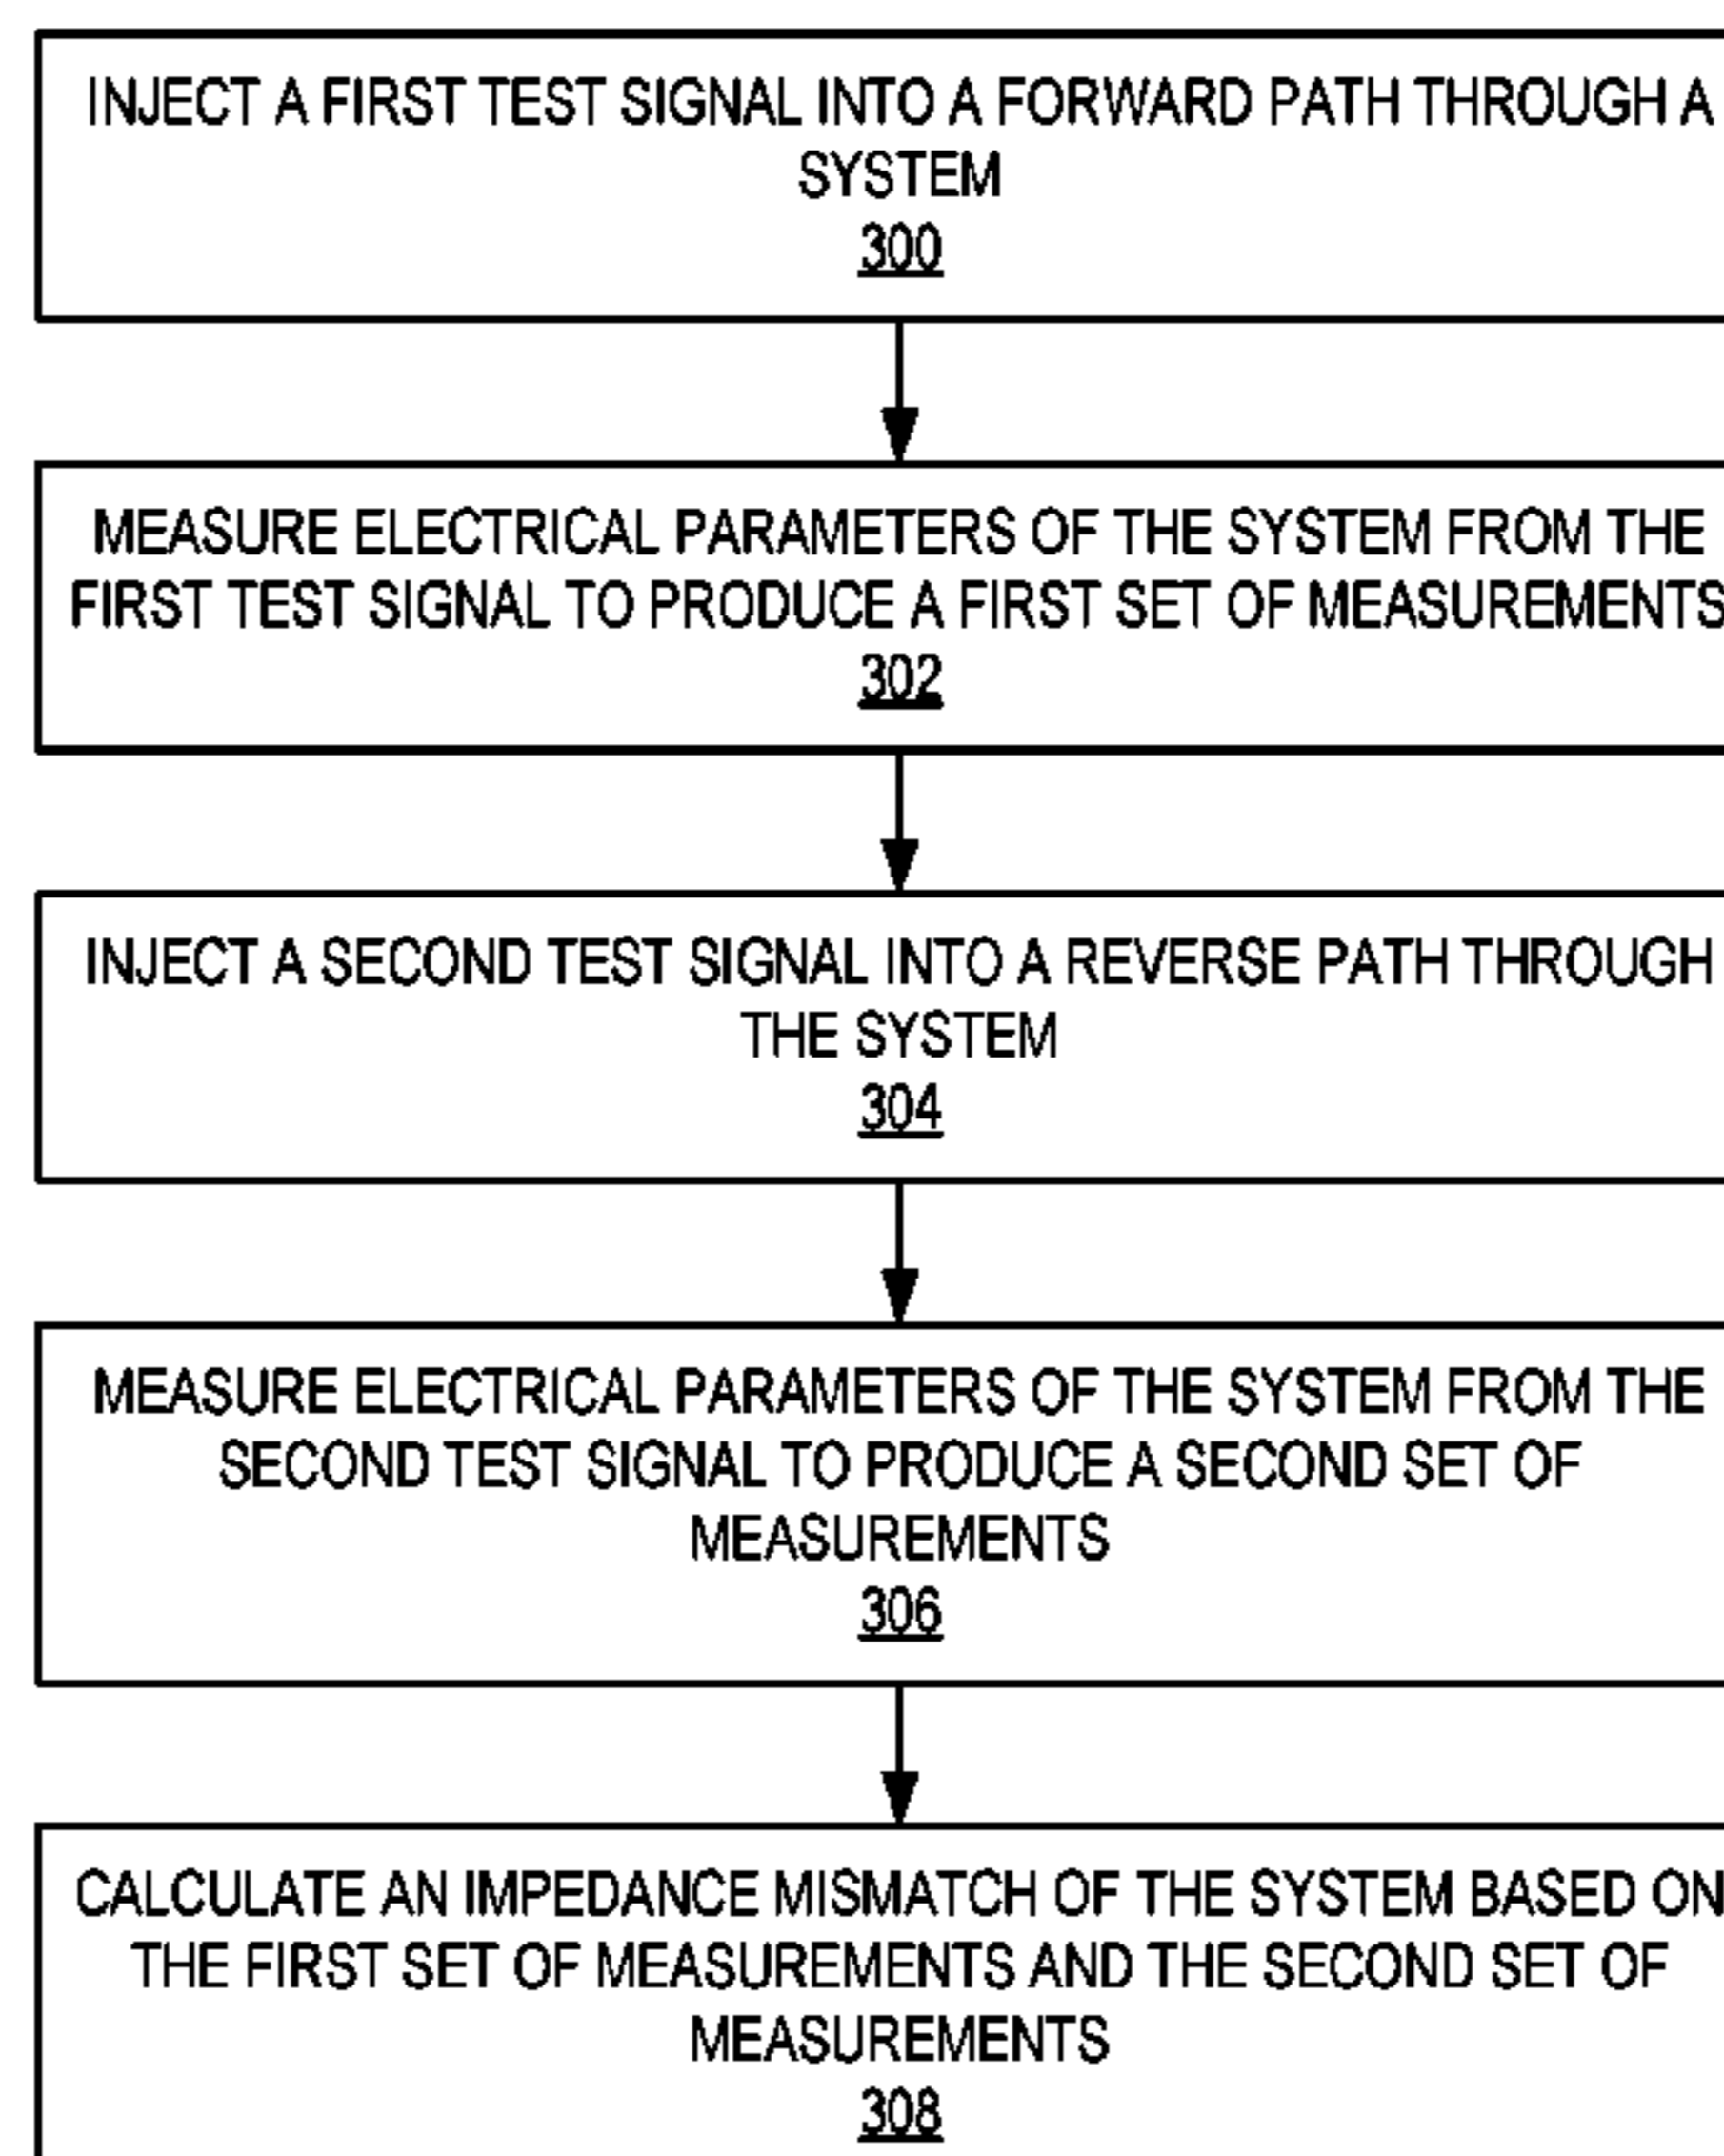 INJECT A FIRST TEST SIGNAL INTO A FORWARD PATH THROUGH A
SYSTEM
300
MEASURE ELECTRICAL PARAMETERS OF THE SYSTEM FROM THE
FIRST TEST SIGNAL TO PRODUCE A FIRST SET OF MEASUREMENTS
302
INJECT A SECOND TEST SIGNAL INTO A REVERSE PATH THROUGH
THE SYSTEM
304
MEASURE ELECTRICAL PARAMETERS OF THE SYSTEM FROM THE
SECOND TEST SIGNAL TO PRODUCE A SECOND SET OF
MEASUREMENTS
306
CALCULATE AN IMPEDANCE MISMATCH OF THE SYSTEM BASED ON
THE FIRST SET OF MEASUREMENTS AND THE SECOND SET OF
MEASUREMENTS
308